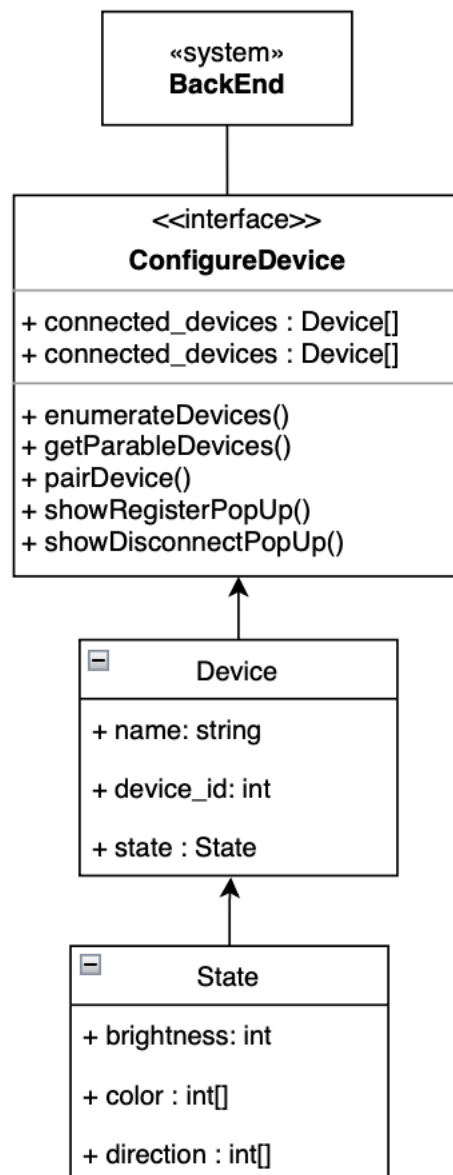 «system»
BackEnd
<<interface>>
ConfigureDevice
+ connected_devices : Device[]
+ connected_devices : Device[]
+ enumerateDevices()
+ getParableDevices()
+ pairDevice()
+ showRegisterPopUp()
+ showDisconnectPopUp()
Device
+ name: string
+ device_id: int
+ state : State
State
+ brightness: int
+ color : int[]
+ direction : int[]